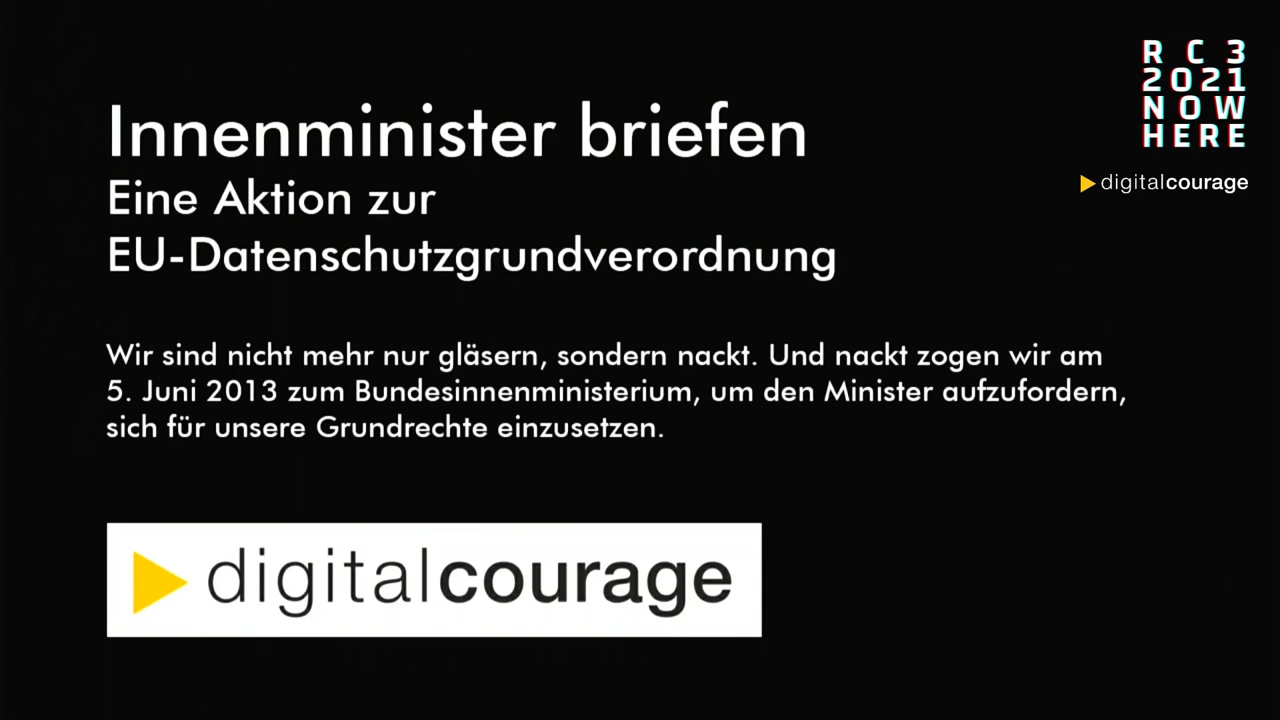 Innenminister briefen
Eine Aktion zur
EU-Datenschutzgrundverordnung
Wir sind nicht mehr nur gläsern, sondern nackt. Und nackt zogen wir am
5. Juni 2013 zum Bundesinnenministerium, um den Minister aufzufordern,
sich für unsere Grundrechte einzusetzen.
digitalcourage
R C 3
2021
NOW
HERE
digitalcourage